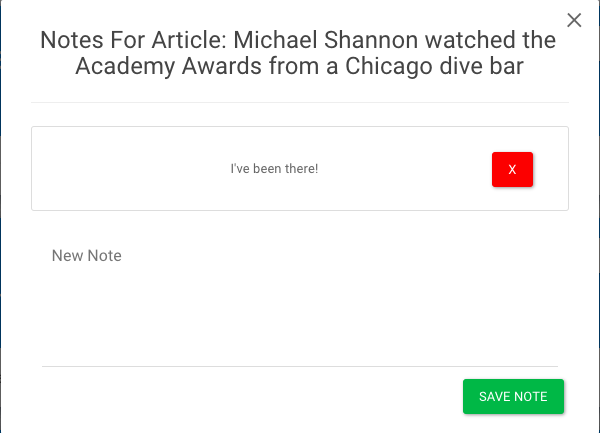 Notes For Article: Michael Shannon watched the
Academy Awards from a Chicago dive bar
I've been there!
X
New Note
SAVE NOTE